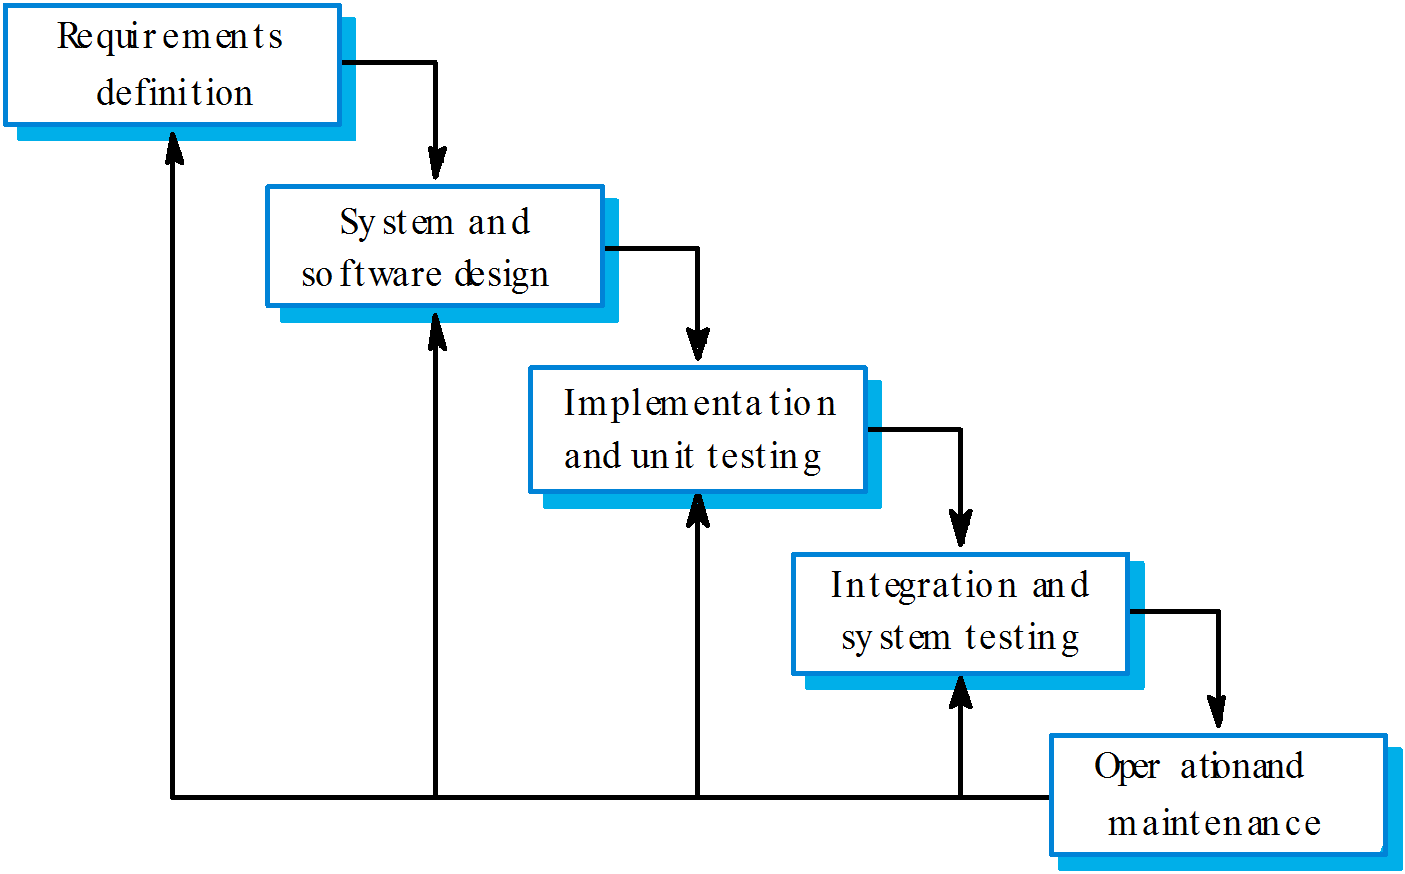 Requirements
definition
System and
software design
Implementation
and unit testing
Integration and
system testing
Oper ationand
maintenance